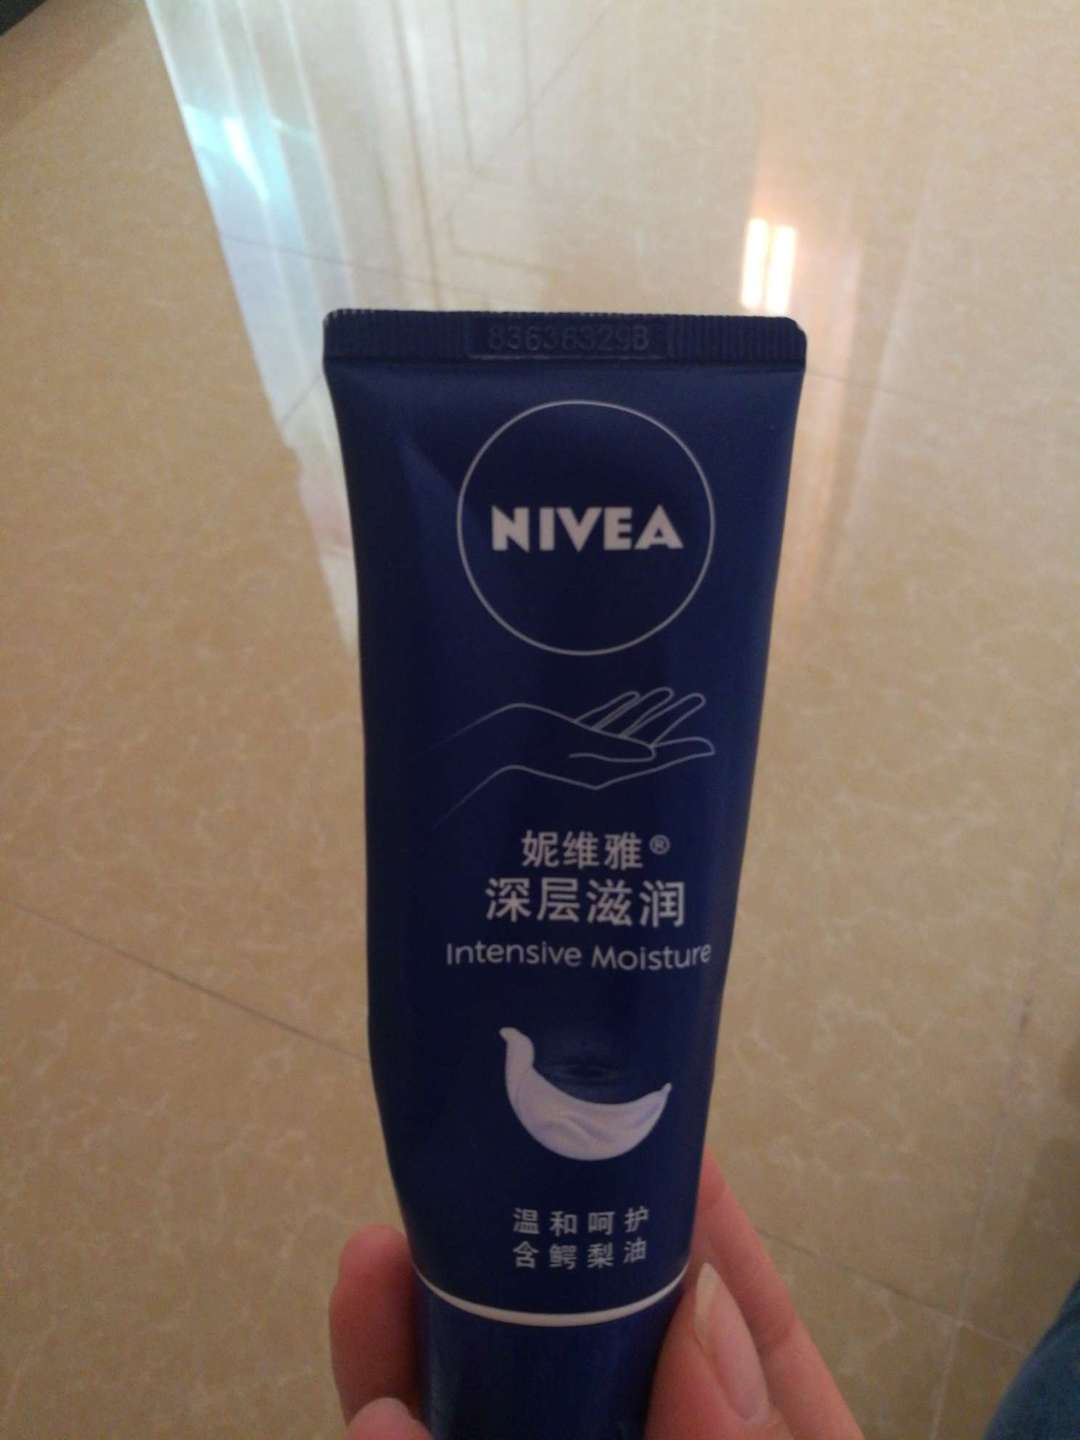 83636329B
NIVEA
妮维雅®
深层滋润
Intensive Moisture
温和呵护
含鳄梨油